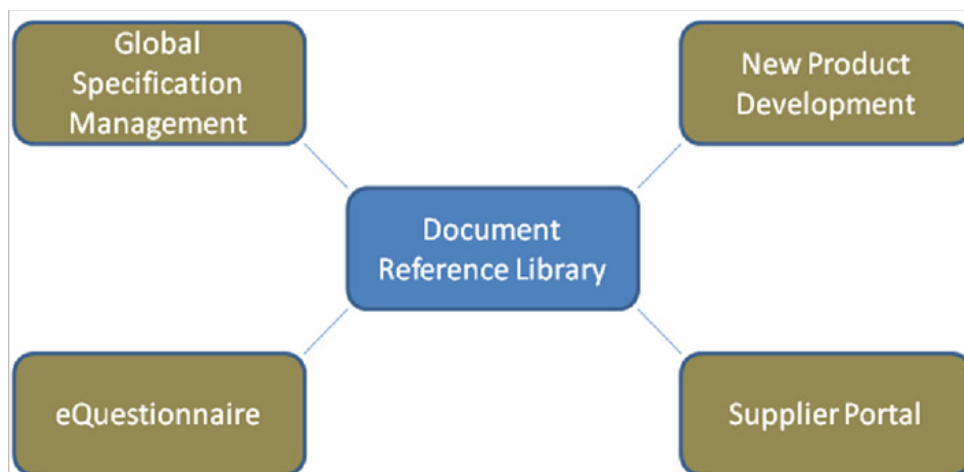 Global
Specification
Management
New Product
Development
Document
Reference Library
eQuestionnaire
Supplier Portal